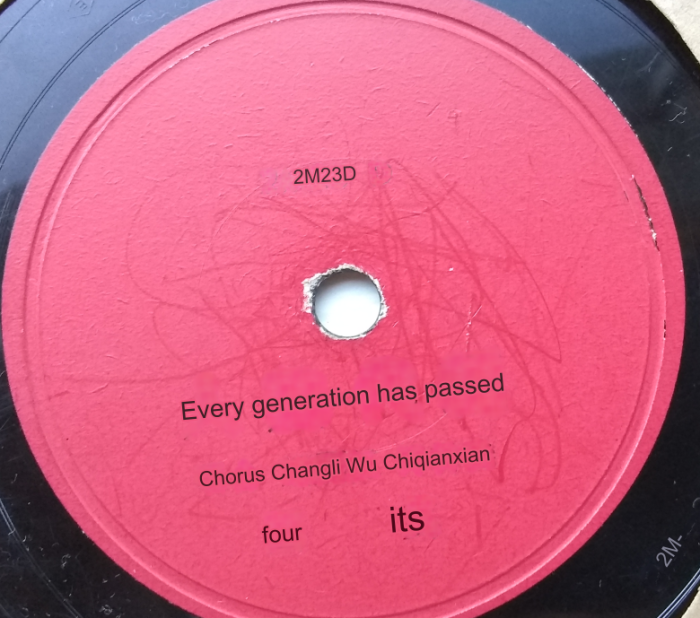 2M23D
Every generation has passed
Chorus Changli Wu Chiqianxian
four its
2M-